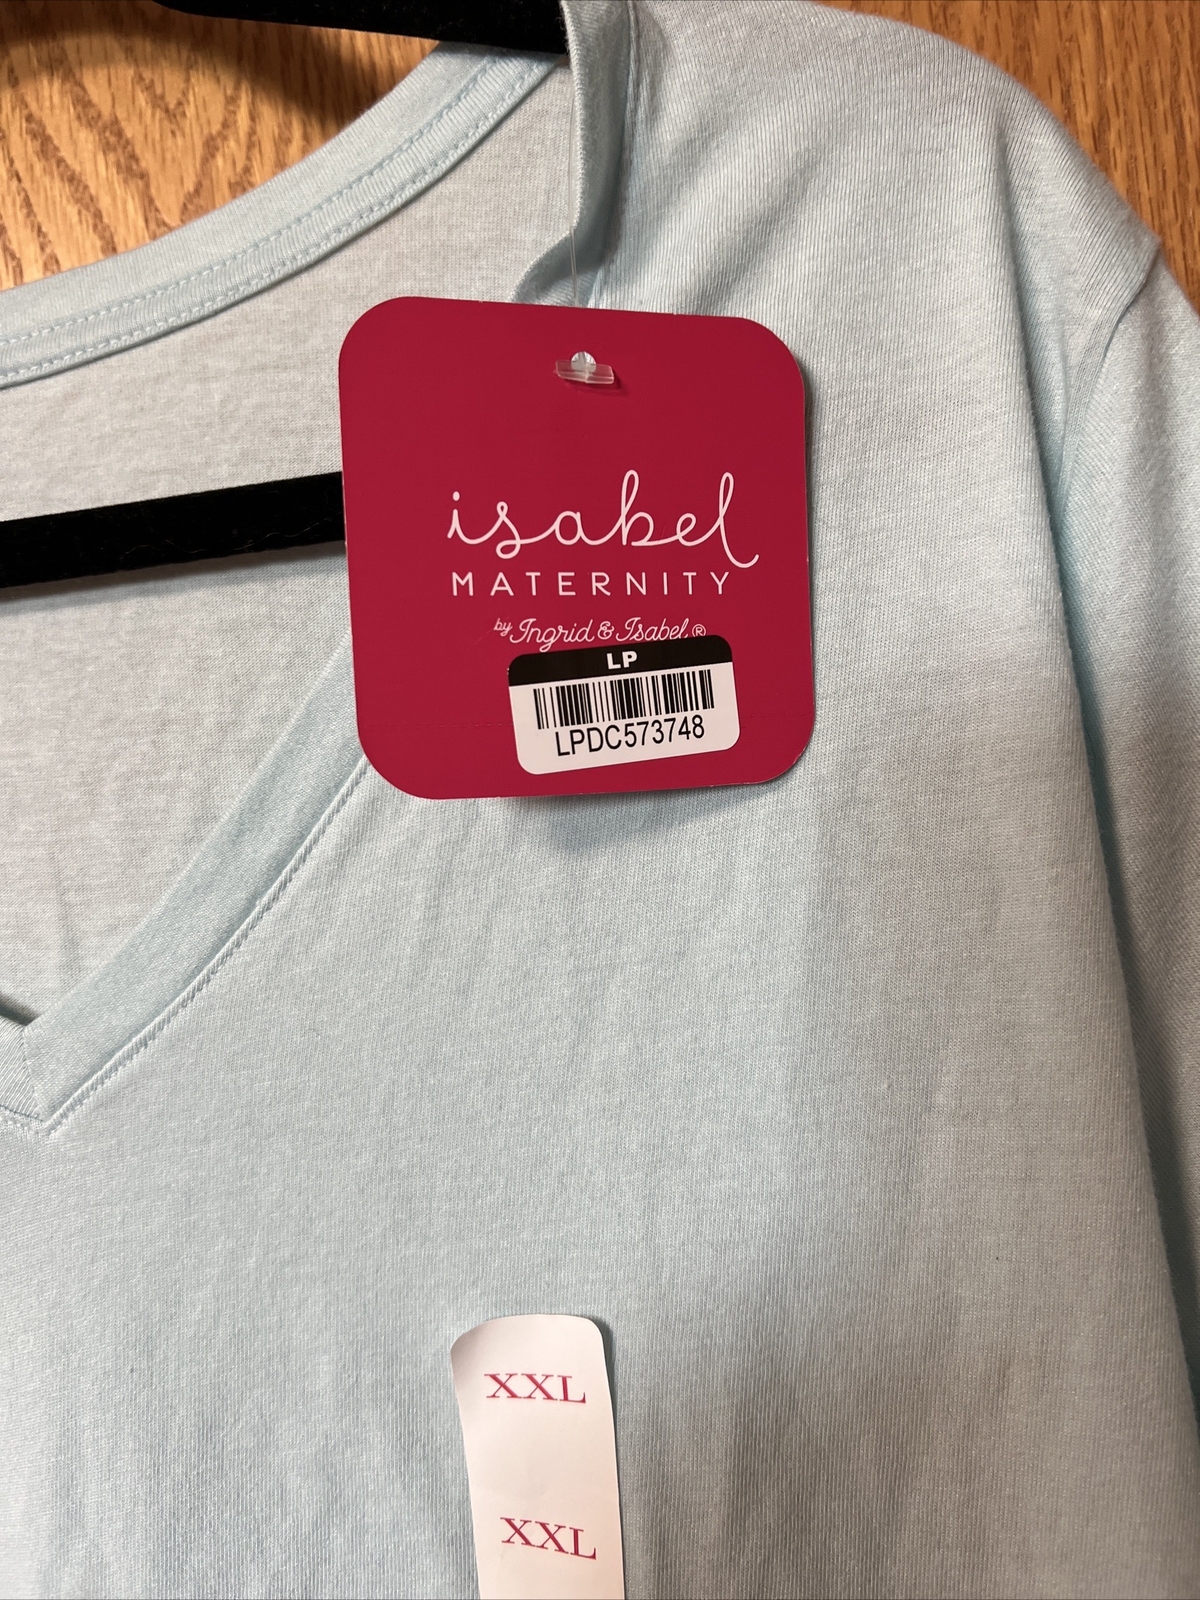 isabel
MATERNITY
by Ingrid & Isabel®
LP
LPDC573748
XXL
XXL